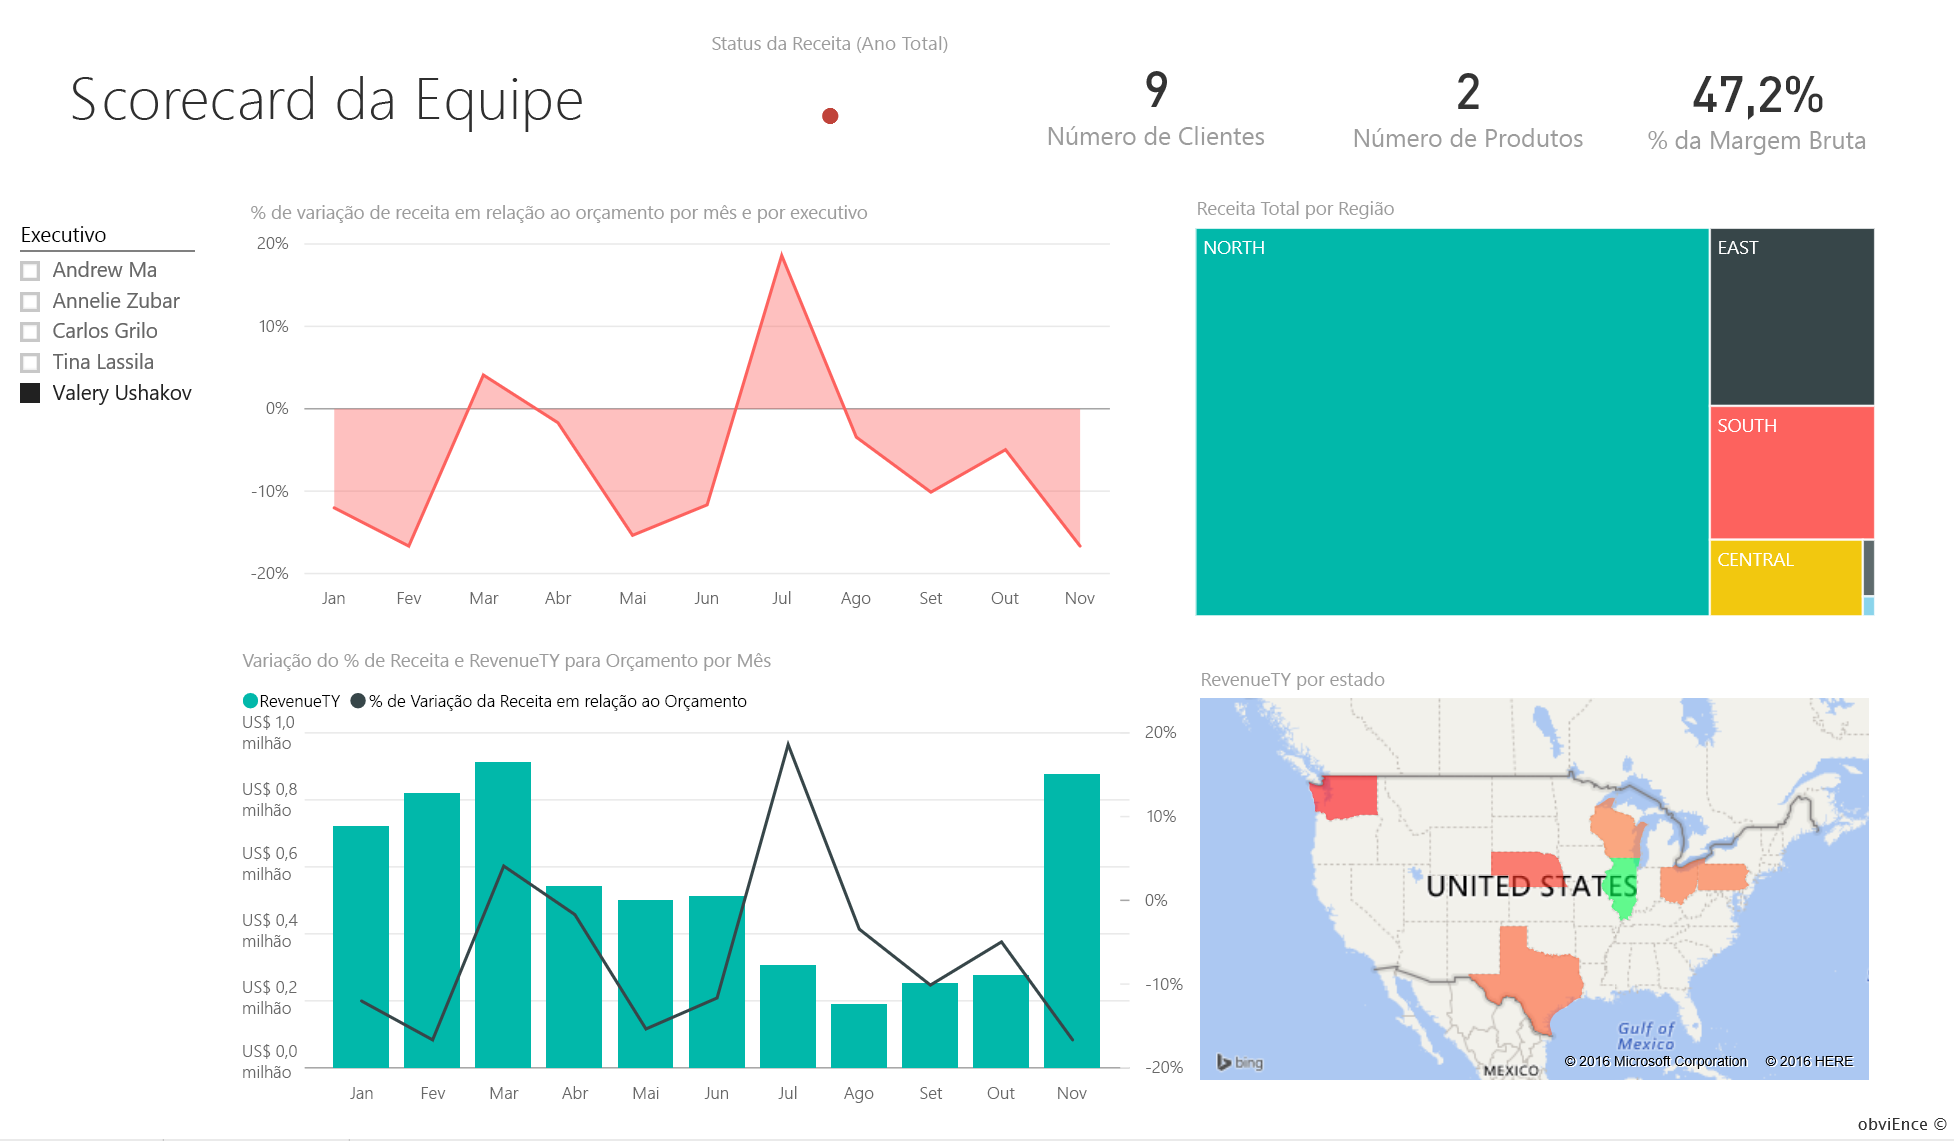 Status da Receita (Ano Total)
Scorecard da Equipe
9
Número de Clientes
2
Número de Produtos
47,2%
% da Margem Bruta
Executivo
Andrew Ma
Annelie Zubar
Carlos Grilo
Tina Lassila
Valery Ushakov
% de variação de receita em relação ao orçamento por mês e por executivo
20%
10%
0%
-10%
-20%
Jan Fev Mar Abr Mai Jun Jul Ago Set Out Nov
Receita Total por Região
NORTH
EAST
SOUTH
CENTRAL
Variação do % de Receita e RevenueTY para Orçamento por Mês
RevenueTY % de Variação da Receita em relação ao Orçamento
US$ 1,0
milhão
US$ 0,8
milhão
US$ 0,6
milhão
US$ 0,4
milhão
US$ 0,2
milhão
US$ 0,0
milhão
20%
10%
0%
-10%
-20%
Jan Fev Mar Abr Mai Jun Jul Ago Set Out Nov
RevenueTY por estado
UNITED STATES
Gulf of
Mexico
MEXICO
bing
© 2016 Microsoft Corporation © 2016 HERE
obviEnce ©